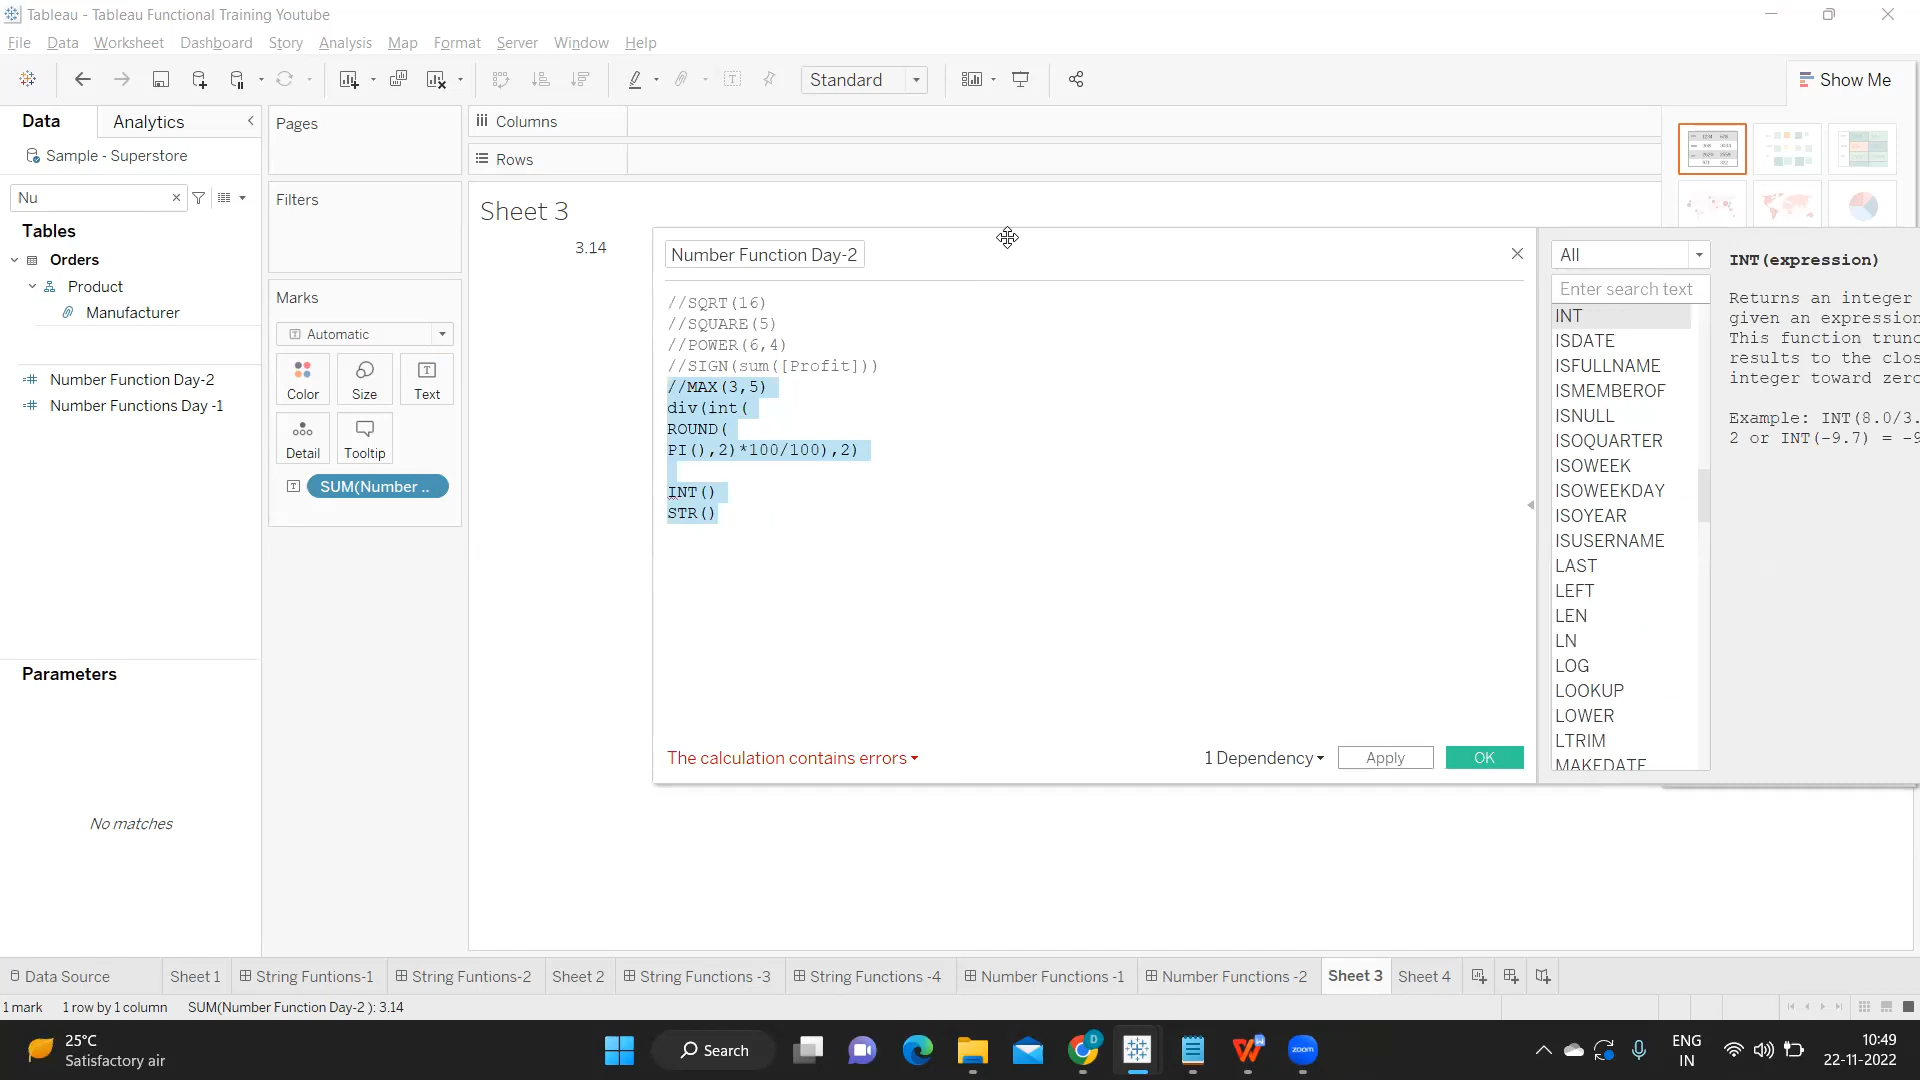 Tableau - Tableau Functional Training Youtube
File Data Worksheet Dashboard Story Analysis Map Format Server Window Help
Standard
Show Me
Data
Analytics
Pages
Columns
Sample - Superstore
Rows
Nu
Filters
Sheet 3
Tables
3.14
Number Function Day-2
All
INT(expression)
Orders
Product
Manufacturer
Enter search text
Returns an integer
given an expression
This function trunc
results to the clos
integer toward zero
Example: INT(8.0/3.
2 or INT(-9.7) = -9
Marks
Automatic
Color
Size
Text
Detail
Tooltip
SUM(Number ..
Number Function Day-2
Number Functions Day -1
//SQRT(16)
//SQUARE(5)
//POWER(6,4)
//SIGN(sum([Profit]))
//MAX(3,5)
div(int(
ROUND(
PI(),2)*100/100),2)
INT()
STR()
INT
ISDATE
ISFULLNAME
ISMEMBEROF
ISNULL
ISOQUARTER
ISOWEEK
ISOWEEKDAY
ISOYEAR
ISUSERNAME
LAST
LEFT
LEN
LN
LOG
LOOKUP
LOWER
LTRIM
MAKEDATE
Parameters
No matches
The calculation contains errors
1 Dependency
Apply
OK
Data Source
Sheet 1
String Funtions-1
String Funtions-2
Sheet 2
String Functions -3
String Functions -4
Number Functions -1
Number Functions -2
Sheet 3
Sheet 4
1 mark
1 row by 1 column
SUM(Number Function Day-2 ): 3.14
25°C
Satisfactory air
Search
zoom
ENG
IN
10:49
22-11-2022